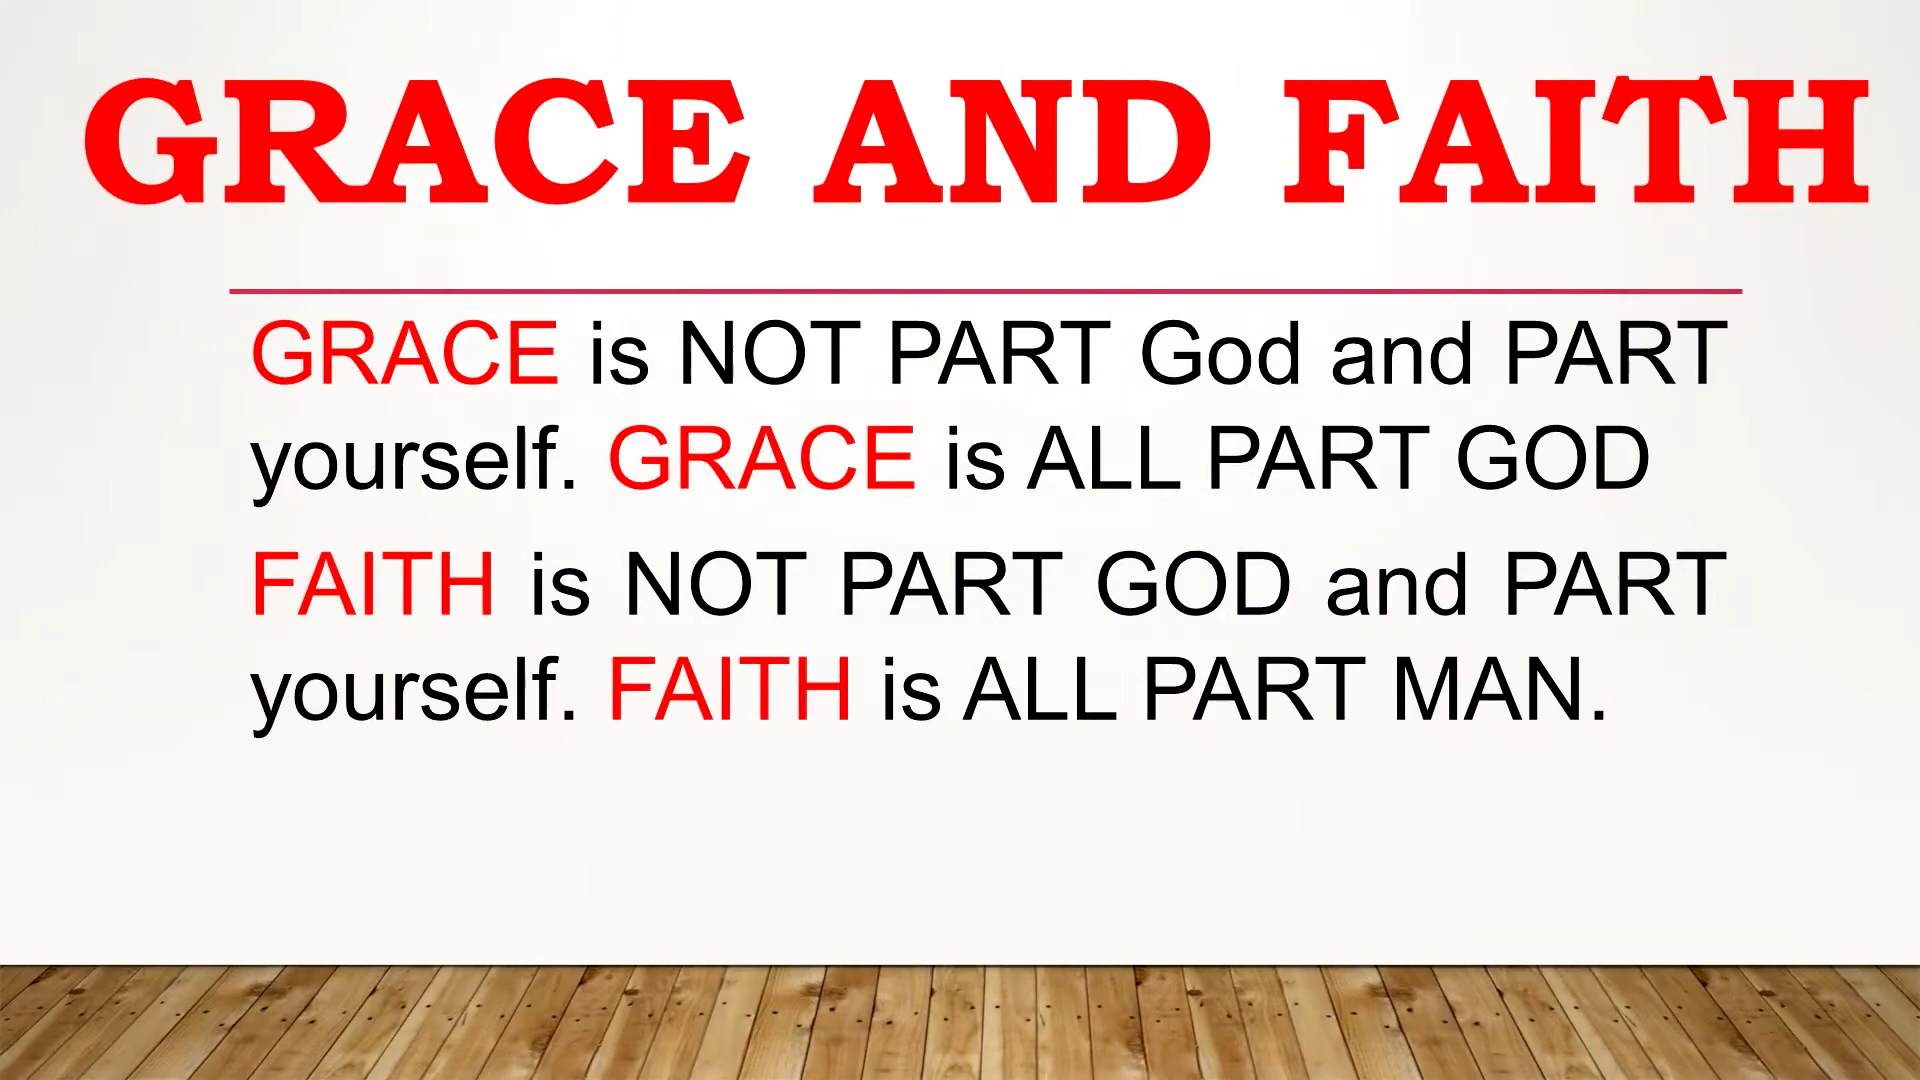 GRACE AND FAITH
GRACE is NOT PART God and PART
yourself. GRACE is ALL PART GOD
FAITH is NOT PART GOD and PART
yourself. FAITH is ALL PART MAN.